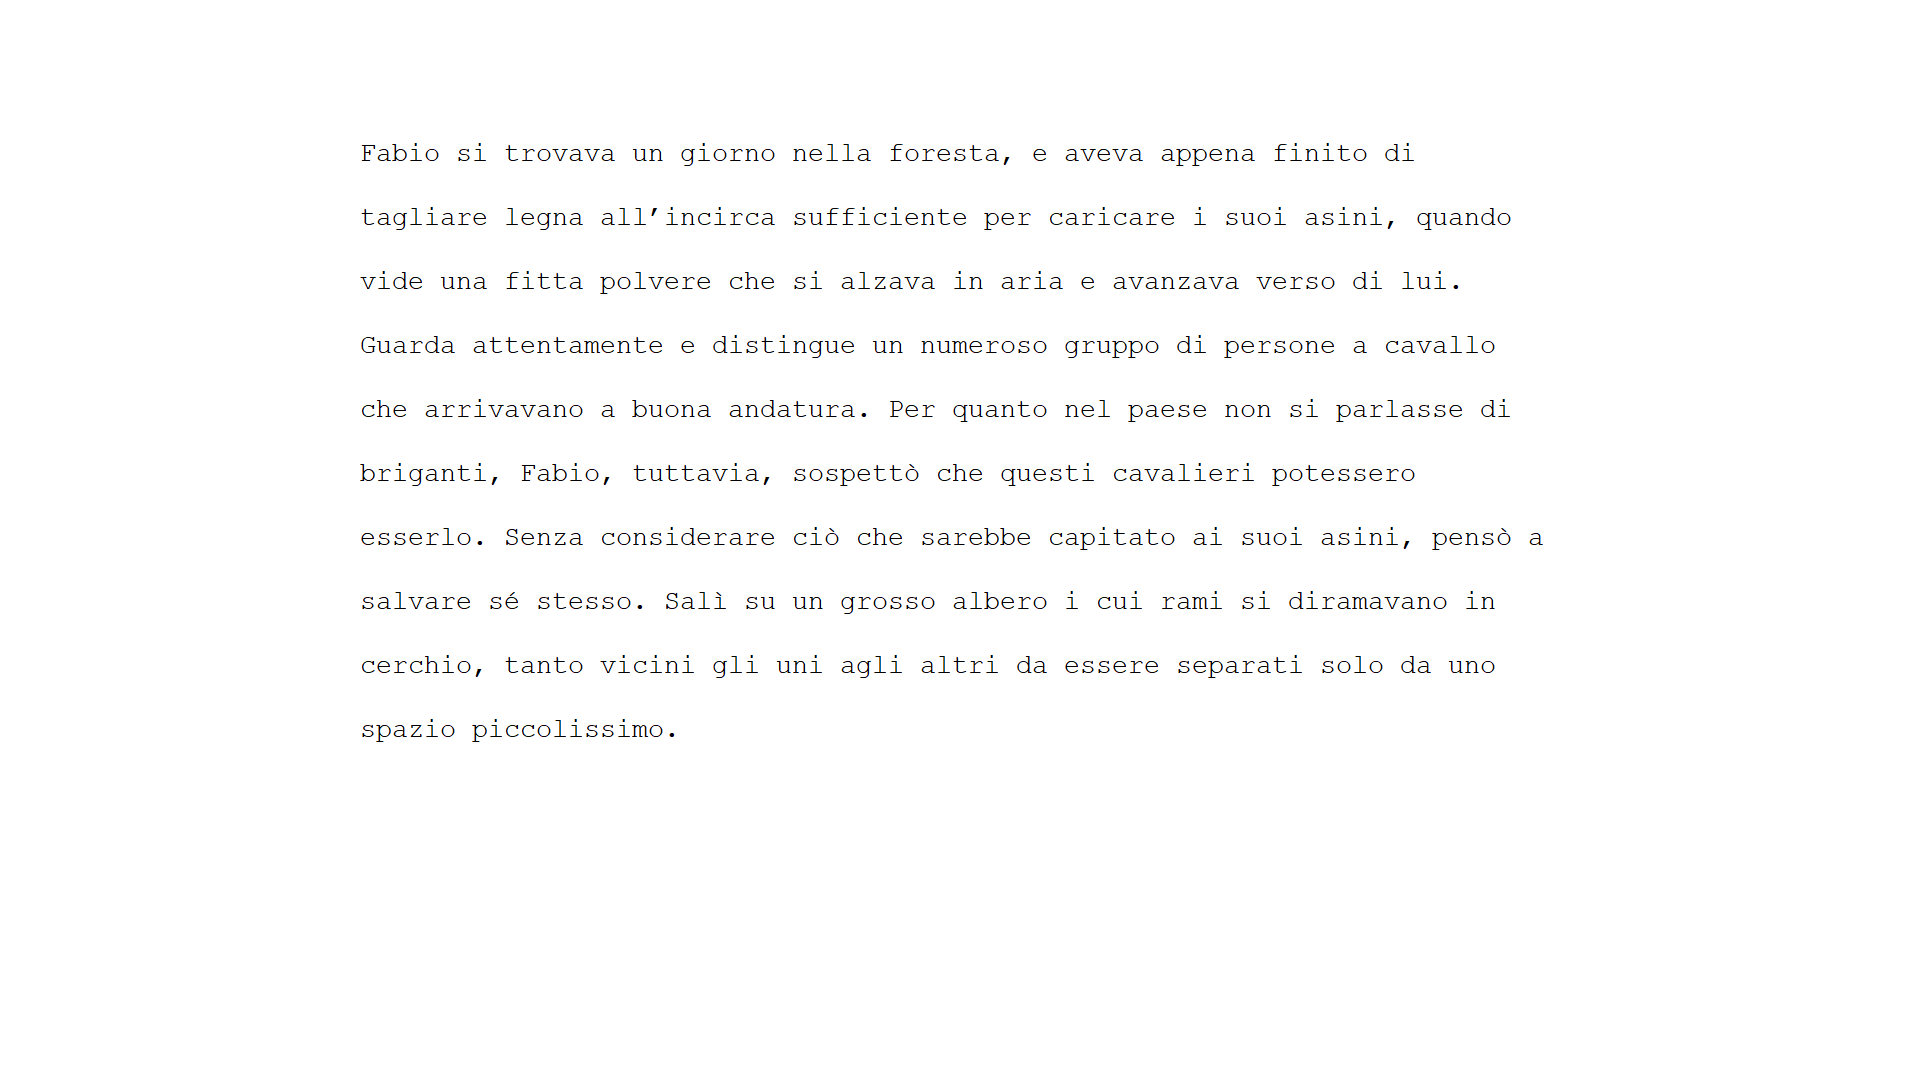 Fabio si trovava un giorno nella foresta, e aveva appena finito di
tagliare legna all’incirca sufficiente per caricare i suoi asini, quando
vide una fitta polvere che si alzava in aria e avanzava verso di lui.
Guarda attentamente e distingue un numeroso gruppo di persone a cavallo
che arrivavano a buona andatura. Per quanto nel paese non si parlasse di
briganti, Fabio, tuttavia, sospettò che questi cavalieri potessero
esserlo. Senza considerare ciò che sarebbe capitato ai suoi asini, pensò a
salvare sé stesso. Salì su un grosso albero i cui rami si diramavano in
cerchio, tanto vicini gli uni agli altri da essere separati solo da uno
spazio piccolissimo.